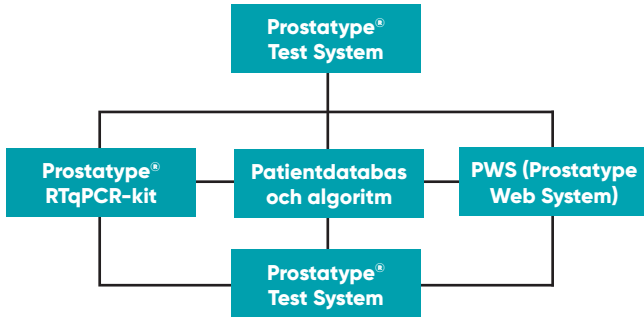 Prostatype®
Test System
Prostatype®
RTqPCR-kit
Patientdatabas
och algoritm
PWS (Prostatype
Web System)
Prostatype®
Test System